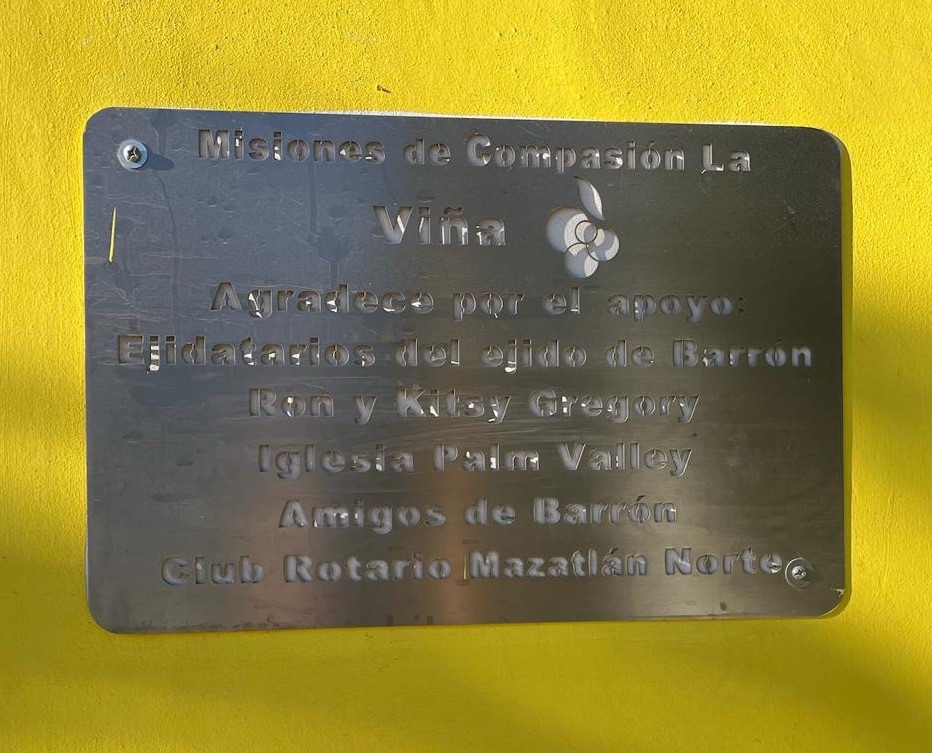 Misiones de Compasión La
Viña
Agradece por el apoyo:
Ejidatarios del ejido de Barrón
Ron y Kitsy Gregory
Iglesia Palm Valley
Amigos de Barrón
Club Rotario Mazatlán Norte